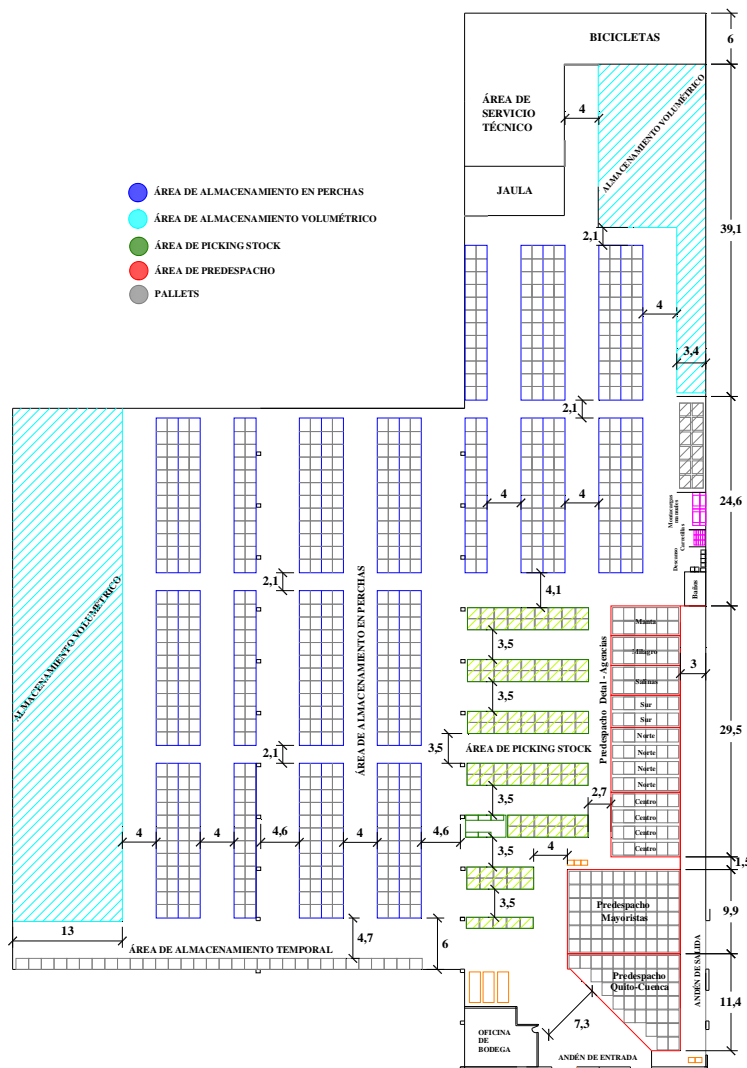 BICICLETAS
6
ÁREA DE
SERVICIO
TÉCNICO
4
ALMACENAMIENTO VOLUMÉTRICO
JAULA
ÁREA DE ALMACENAMIENTO EN PERCHAS
ÁREA DE ALMACENAMIENTO VOLUMÉTRICO
ÁREA DE PICKING STOCK
ÁREA DE PREDESPACHO
PALLETS
2,1
39,1
4
3,4
2,1
4
4
24,6
Montacargas
manuales
Carretillas
Descanso
Baños
4,1
2,1
ALMACENAMIENTO VOLUMÉTRICO
ÁREA DE ALMACENAMIENTO EN PERCHAS
3,5
3,5
3,5
ÁREA DE PICKING STOCK
Predespacho Detal - Agencias
Manta
Milagro
Salinas
Sur
Sur
Norte
Norte
Norte
Norte
Centro
Centro
Centro
Centro
3
29,5
2,1
3,5
2,7
4
4
4,6
4
4,6
3,5
4
1,5
3,5
Predespacho
Mayoristas
9,9
13
ÁREA DE ALMACENAMIENTO TEMPORAL
4,7
6
Predespacho
Quito-Cuenca
ANDÉN DE SALIDA
11,4
7,3
OFICINA
DE
BODEGA
ANDÉN DE ENTRADA